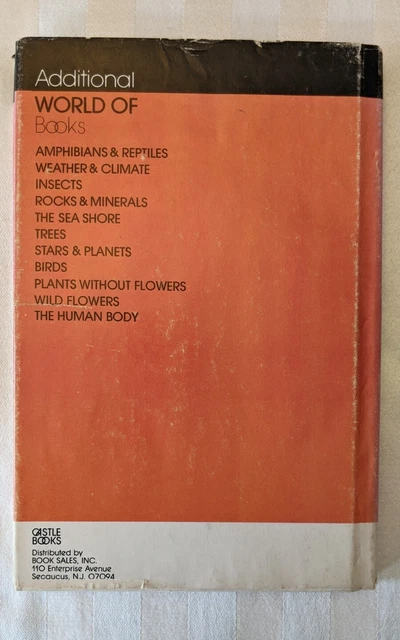 Additional
WORLD OF
Books
AMPHIBIANS & REPTILES
WEATHER & CLIMATE
INSECTS
ROCKS & MINERALS
THE SEA SHORE
TREES
STARS & PLANETS
BIRDS
PLANTS WITHOUT FLOWERS
WILD FLOWERS
THE HUMAN BODY
CASTLE
BOOKS
Distributed by
BOOK SALES, INC.
110 Enterprise Avenue
Secaucus, N.J. 07094